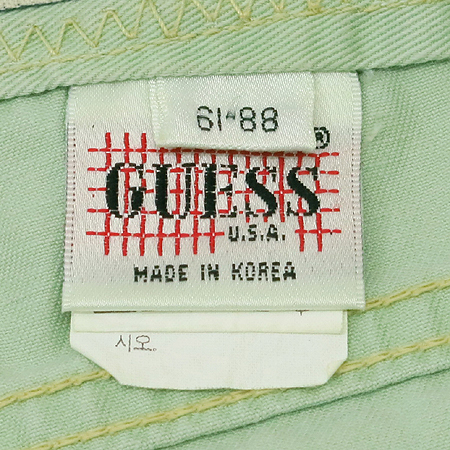 61-88
GUESS®
U.S.A.
MADE IN KOREA
시오.